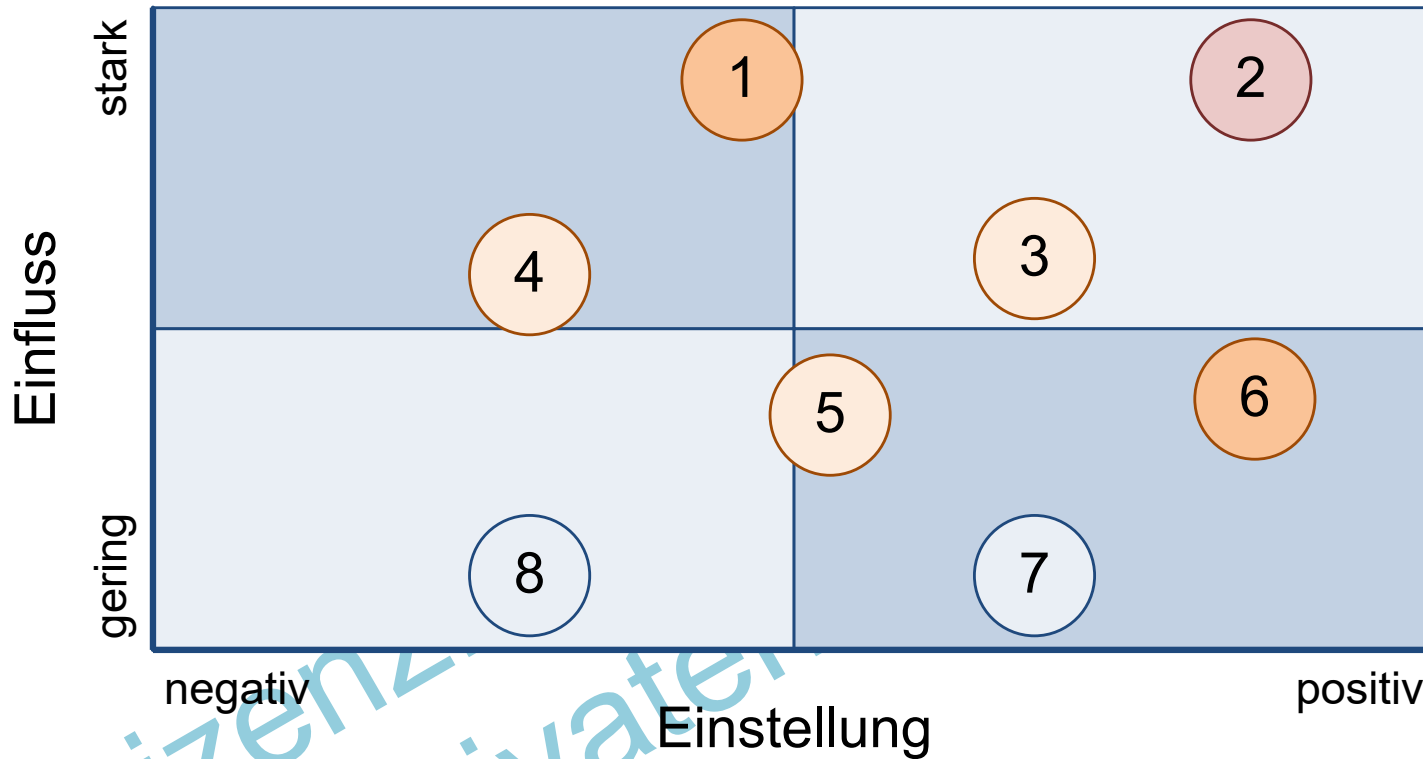 stark
1
2
4
3
Einfluss
5
6
gering
8
7
negativ
positiv
Einstellung